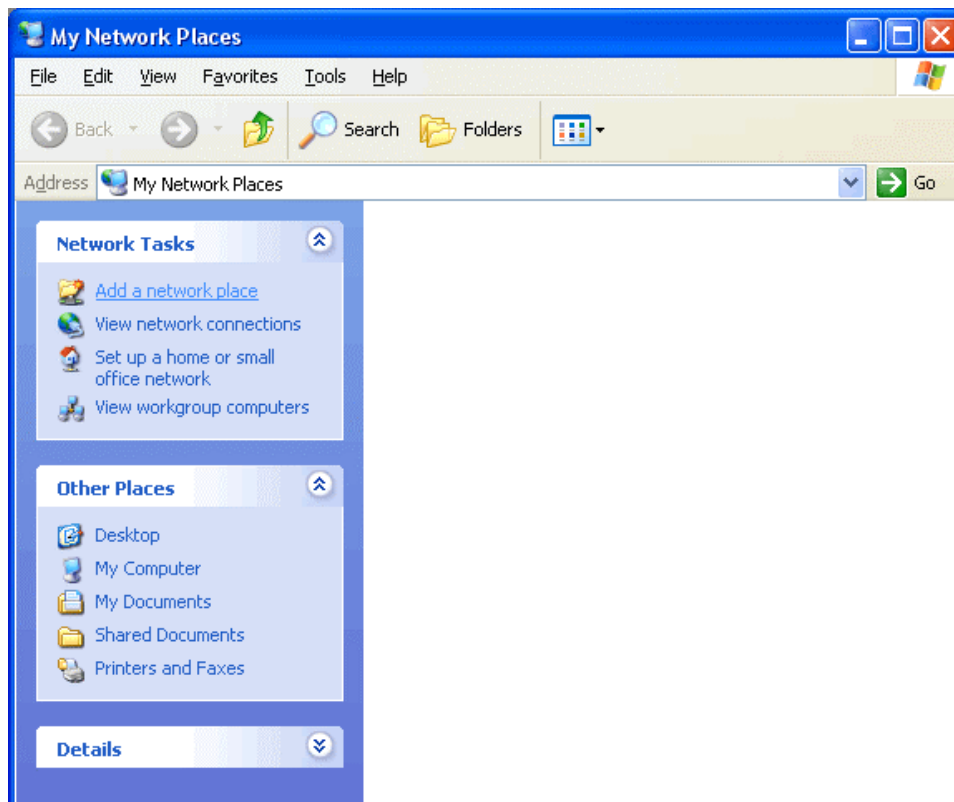 My Network Places
File Edit View Favorites Tools Help
Back Search Folders
Address My Network Places Go
Network Tasks
Add a network place
View network connections
Set up a home or small
office network
View workgroup computers
Other Places
Desktop
My Computer
My Documents
Shared Documents
Printers and Faxes
Details